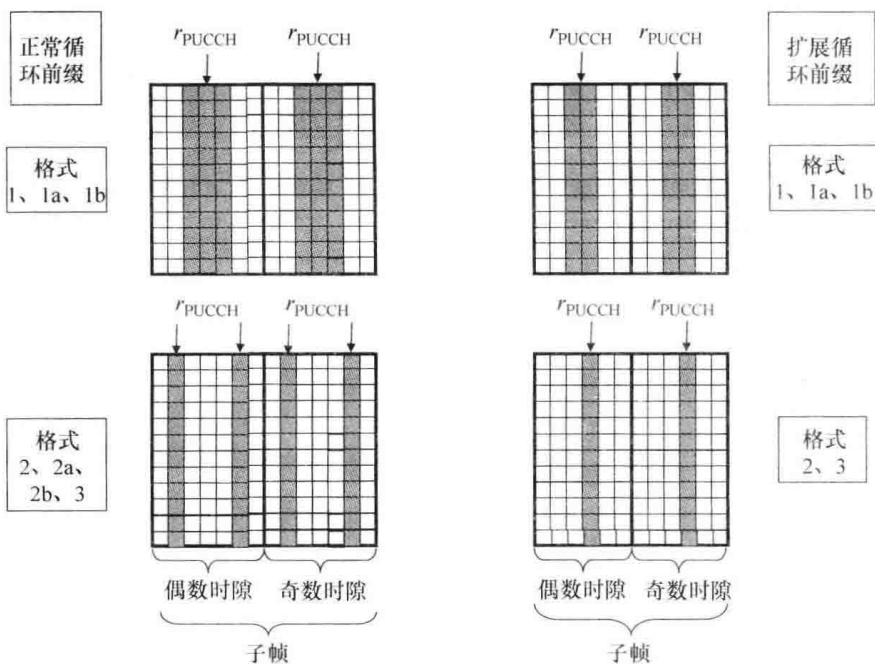 正常循
环前缀
r_PUCCH r_PUCCH
r_PUCCH r_PUCCH
扩展循
环前缀
格式
1、1a、1b
格式
1、1a、1b
r_PUCCH r_PUCCH
r_PUCCH r_PUCCH
格式
2、2a、
2b、3
格式
2、3
偶数时隙 奇数时隙
偶数时隙 奇数时隙
子帧
子帧